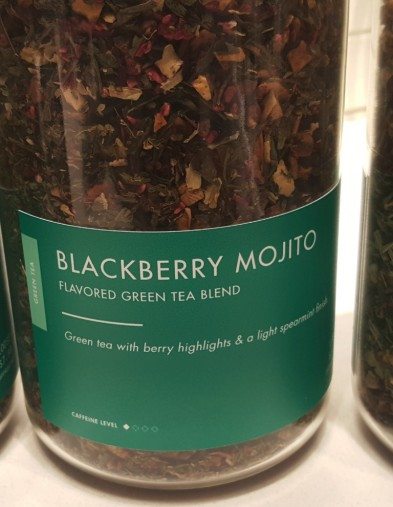 GREEN TEA
BLACKBERRY MOJITO
FLAVORED GREEN TEA BLEND
Green tea with berry highlights & a light spearmint finish
CAFFEINE LEVEL